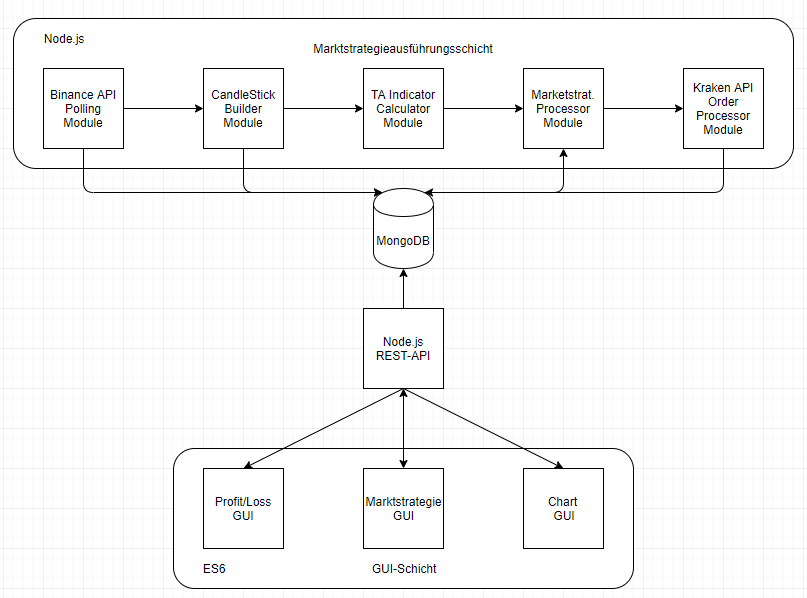 Node.js
Marktstrategieausführungsschicht
Binance API
Polling
Module
CandleStick
Builder
Module
TA Indicator
Calculator
Module
Marketstrat.
Processor
Module
Kraken API
Order
Processor
Module
MongoDB
Node.js
REST-API
Profit/Loss
GUI
Marktstrategie
GUI
Chart
GUI
ES6
GUI-Schicht